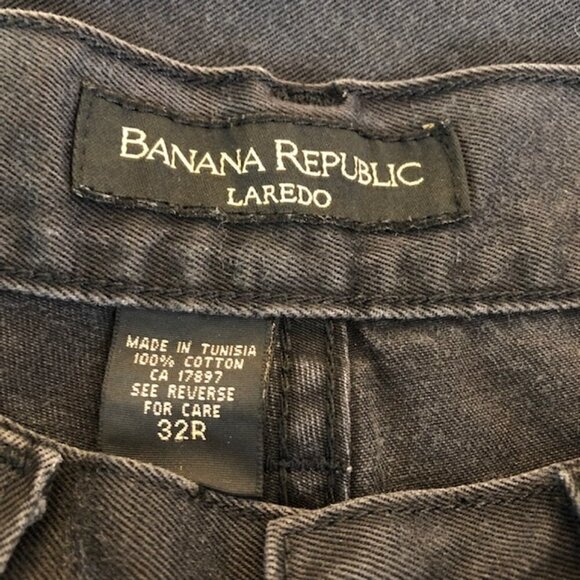 BANANA REPUBLIC
LAREDO
MADE IN TUNISIA
100% COTTON
CA 17897
SEE REVERSE
FOR CARE
32R